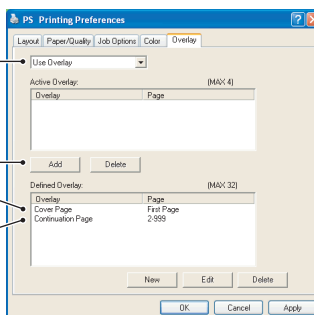 PS Printing Preferences
Layout Paper/Quality Job Options Color Overlay
Use Overlay
Active Overlay: (MAX 4)
Overlay Page
Add Delete
Defined Overlay: (MAX 32)
Overlay Page
Cover Page First Page
Continuation Page 2-999
New Edit Delete
OK Cancel Apply